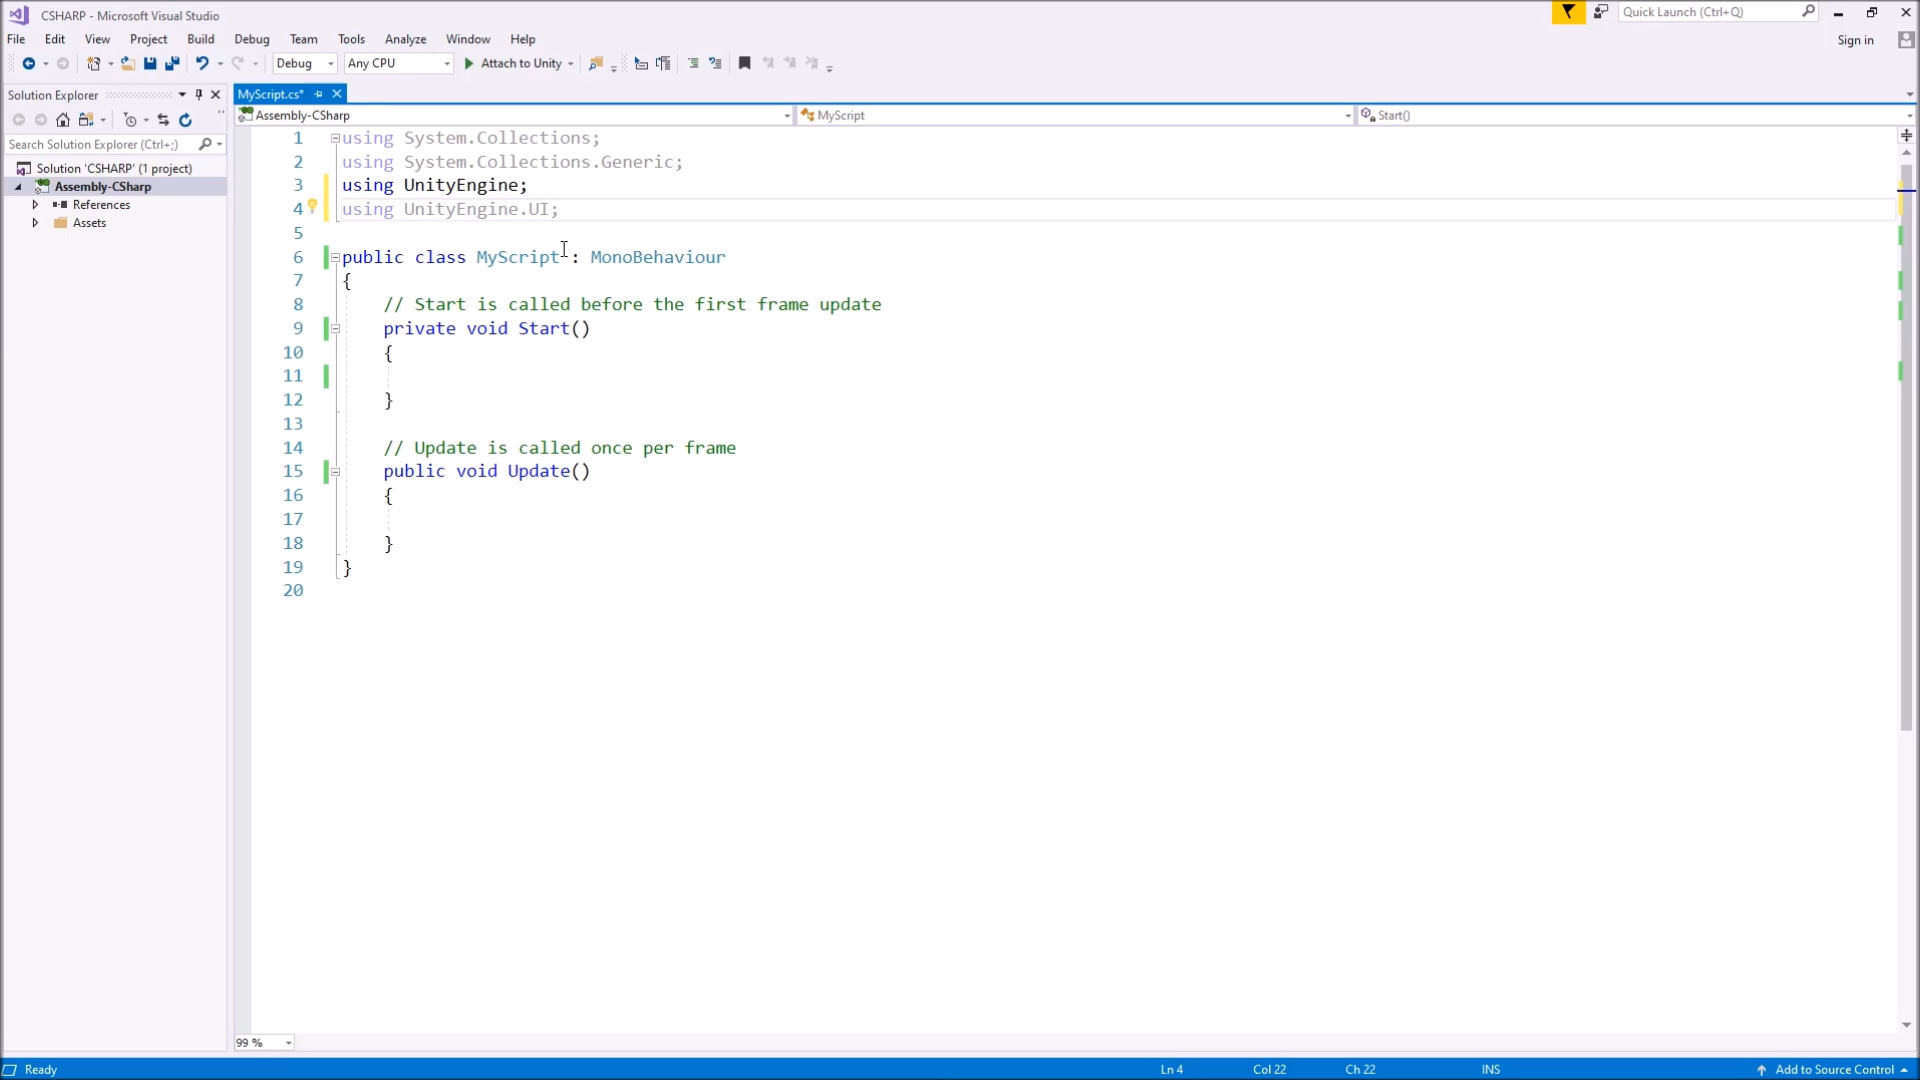 CSHARP - Microsoft Visual Studio
Quick Launch (Ctrl+Q)
File Edit View Project Build Debug Team Tools Analyze Window Help
Sign in
Debug Any CPU Attach to Unity
Solution Explorer
MyScript.cs*
Assembly-CSharp MyScript Start()
Search Solution Explorer (Ctrl+;)
Solution 'CSHARP' (1 project)
Assembly-CSharp
References
Assets
1 using System.Collections;
2 using System.Collections.Generic;
3 using UnityEngine;
4 using UnityEngine.UI;
5
6 public class MyScript : MonoBehaviour
7 {
8 // Start is called before the first frame update
9 private void Start()
10 {
11
12 }
13
14 // Update is called once per frame
15 public void Update()
16 {
17
18 }
19 }
20
99 %
Ready Ln 4 Col 22 Ch 22 INS Add to Source Control